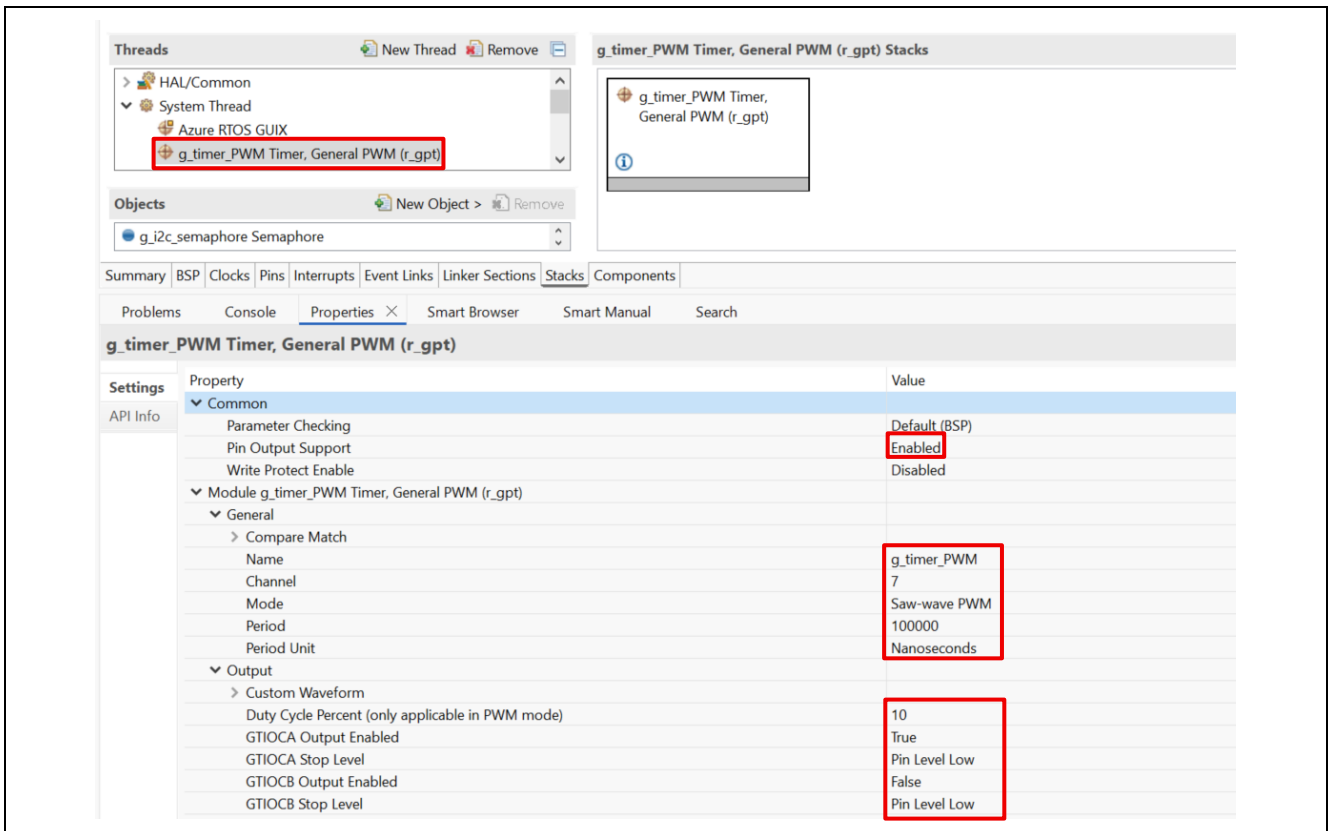 Threads New Thread Remove
HAL/Common
System Thread
Azure RTOS GUIX
g_timer_PWM Timer, General PWM (r_gpt)
Objects New Object > Remove
g_i2c_semaphore Semaphore
g_timer_PWM Timer, General PWM (r_gpt) Stacks
g_timer_PWM Timer,
General PWM (r_gpt)
Summary BSP Clocks Pins Interrupts Event Links Linker Sections Stacks Components
Problems Console Properties Smart Browser Smart Manual Search
g_timer_PWM Timer, General PWM (r_gpt)
Settings
API Info
Property Value
Common
Parameter Checking Default (BSP)
Pin Output Support Enabled
Write Protect Enable Disabled
Module g_timer_PWM Timer, General PWM (r_gpt)
General
Compare Match
Name g_timer_PWM
Channel 7
Mode Saw-wave PWM
Period 100000
Period Unit Nanoseconds
Output
Custom Waveform
Duty Cycle Percent (only applicable in PWM mode) 10
GTIOCA Output Enabled True
GTIOCA Stop Level Pin Level Low
GTIOCB Output Enabled False
GTIOCB Stop Level Pin Level Low